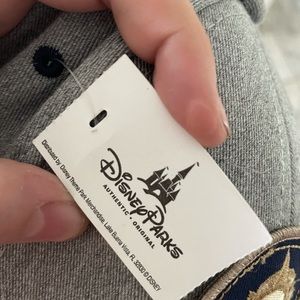 Disney Parks
AUTHENTIC • ORIGINAL
Distributed by: Disney Theme Park Merchandise, Lake Buena Vista, FL 32830 © DISNEY